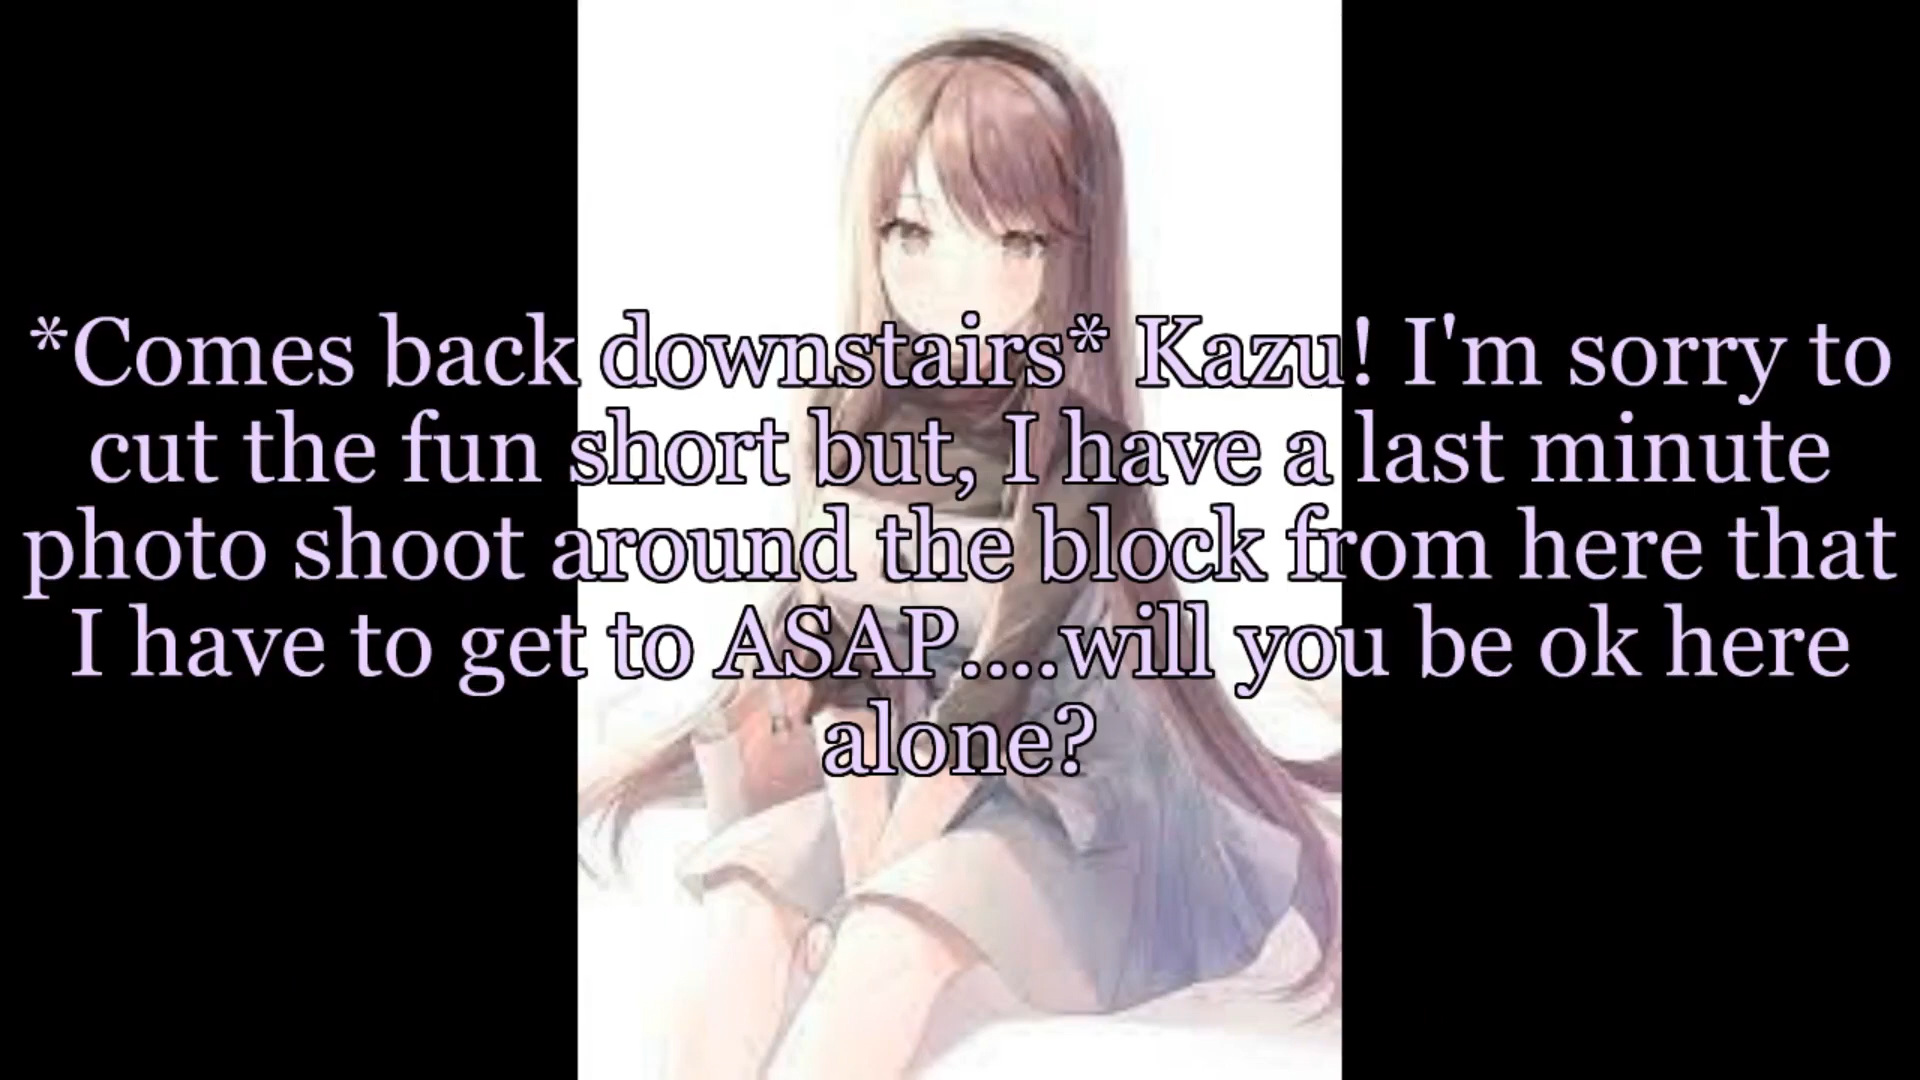 *Comes back downstairs* Kazu! I'm sorry to
cut the fun short but, I have a last minute
photo shoot around the block from here that
I have to get to ASAP....will you be ok here
alone?